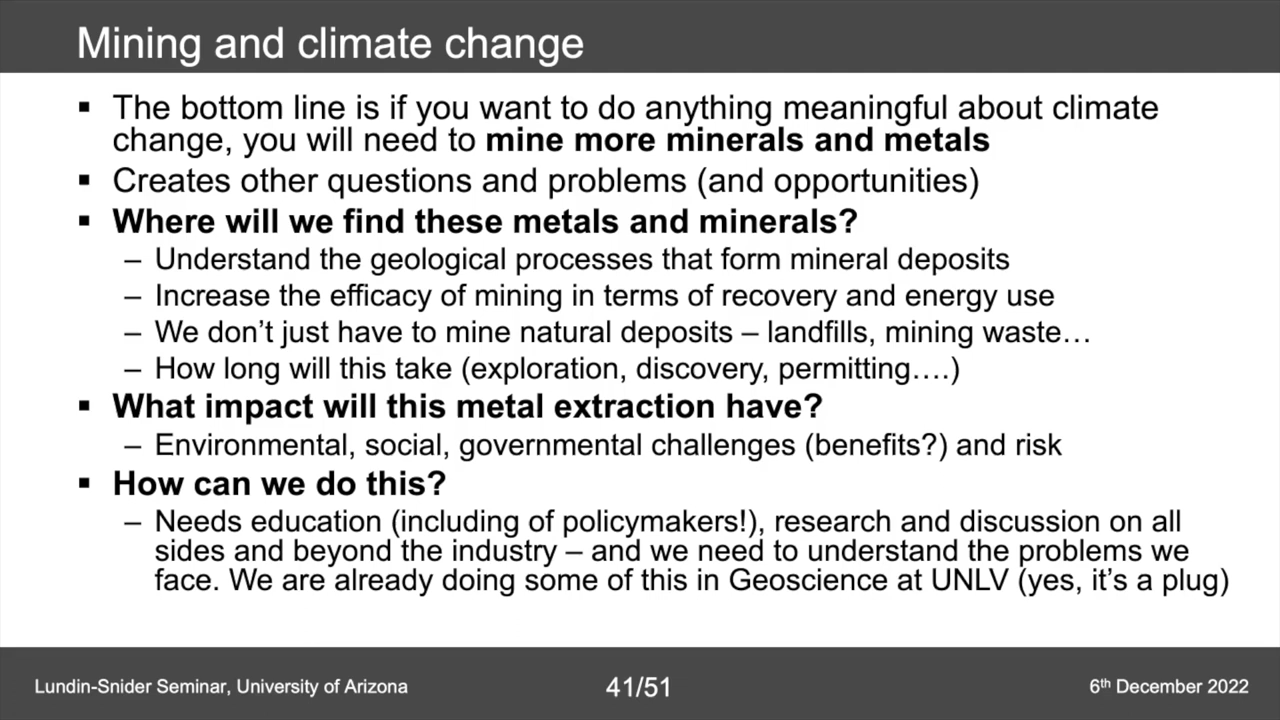 Mining and climate change
▪ The bottom line is if you want to do anything meaningful about climate
change, you will need to mine more minerals and metals
▪ Creates other questions and problems (and opportunities)
▪ Where will we find these metals and minerals?
– Understand the geological processes that form mineral deposits
– Increase the efficacy of mining in terms of recovery and energy use
– We don’t just have to mine natural deposits – landfills, mining waste…
– How long will this take (exploration, discovery, permitting….)
▪ What impact will this metal extraction have?
– Environmental, social, governmental challenges (benefits?) and risk
▪ How can we do this?
– Needs education (including of policymakers!), research and discussion on all
sides and beyond the industry – and we need to understand the problems we
face. We are already doing some of this in Geoscience at UNLV (yes, it’s a plug)
Lundin-Snider Seminar, University of Arizona
41/51
6th December 2022